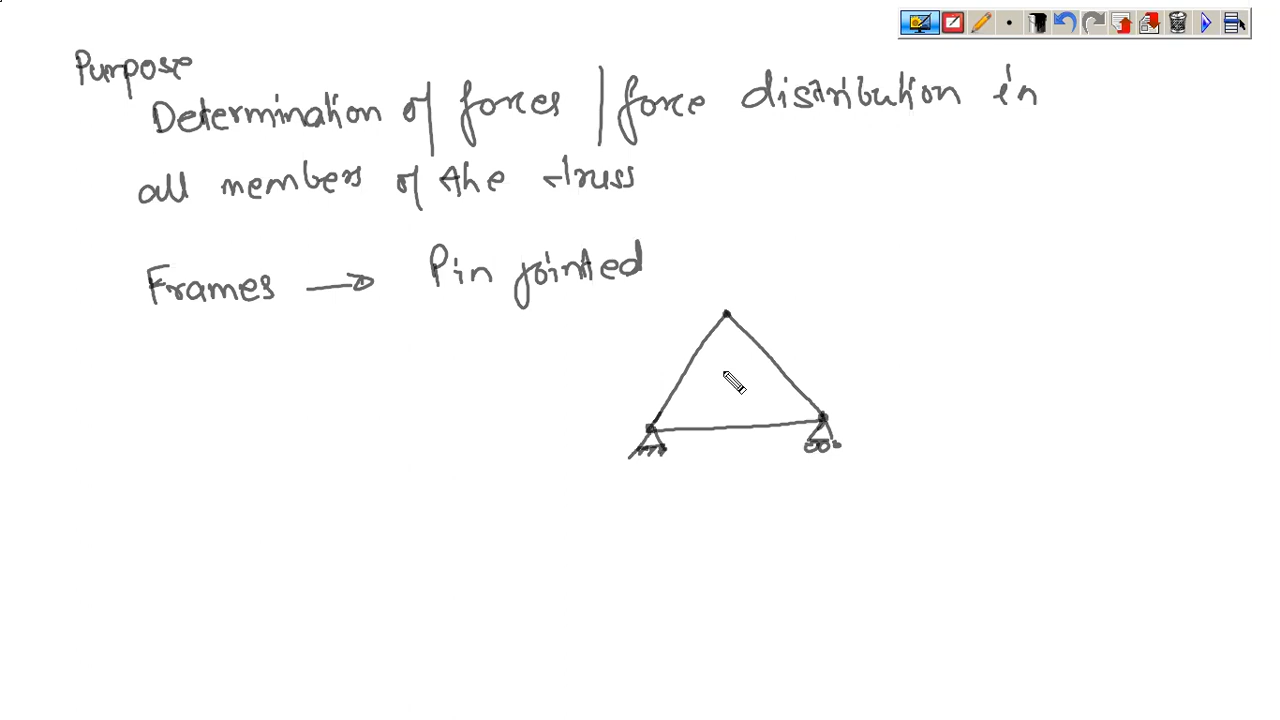 Purpose
Determination of forces / force distribution in
all members of the truss
Frames → Pin jointed